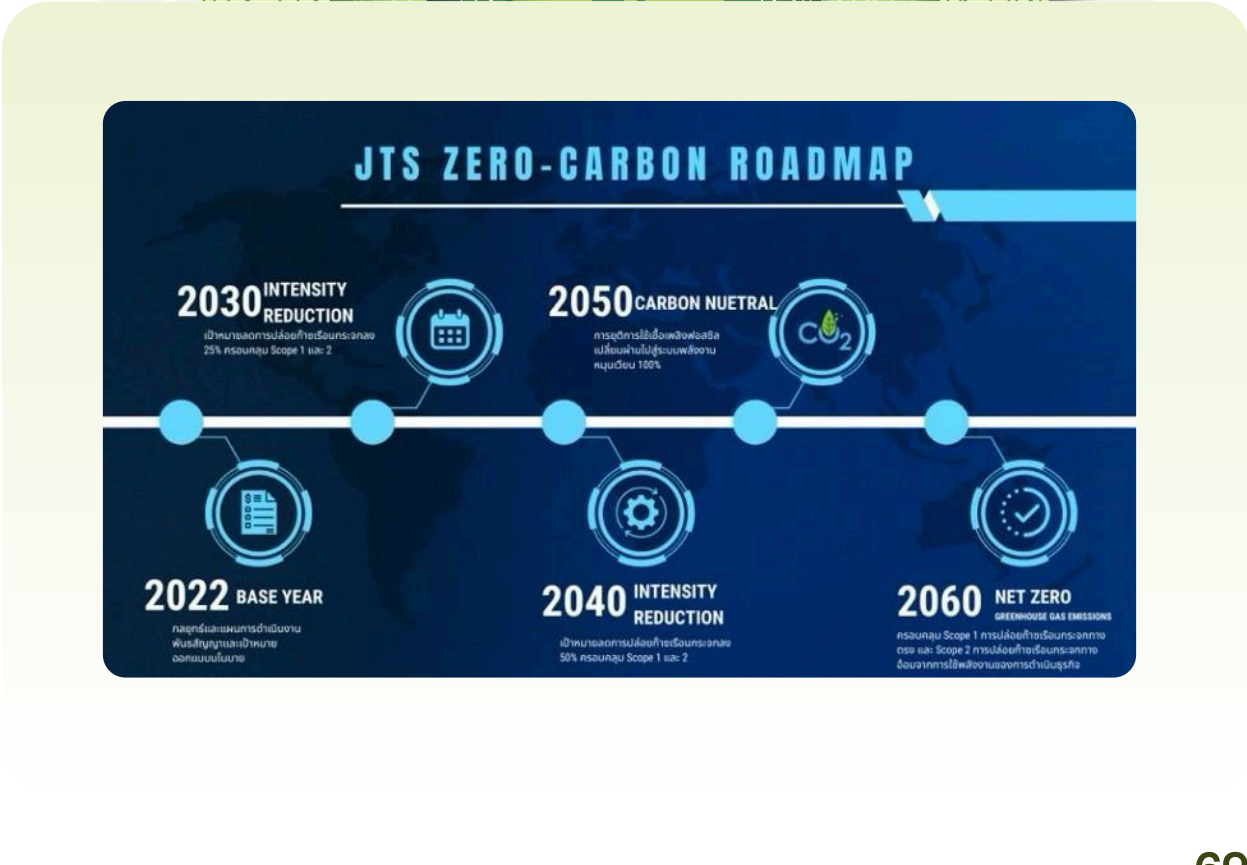 JTS ZERO-CARBON ROADMAP
2030 INTENSITY
REDUCTION
เป้าหมายลดการปล่อยก๊าซเรือนกระจกลง
25% ครอบคลุม Scope 1 และ 2
2050 CARBON NUETRAL
การยุติการใช้เชื้อเพลิงฟอสซิล
เปลี่ยนผ่านไปสู่ระบบพลังงาน
หมุนเวียน 100%
CO2
2022 BASE YEAR
กลยุทธ์และแผนการดำเนินงาน
พันธสัญญาและเป้าหมาย
ออกแบบนโยบาย
2040 INTENSITY
REDUCTION
เป้าหมายลดการปล่อยก๊าซเรือนกระจกลง
50% ครอบคลุม Scope 1 และ 2
2060 NET ZERO
GREENHOUSE GAS EMISSIONS
ครอบคลุม Scope 1 การปล่อยก๊าซเรือนกระจกทาง
ตรง และ Scope 2 การปล่อยก๊าซเรือนกระจกทาง
อ้อมจากการใช้พลังงานของการดำเนินธุรกิจ